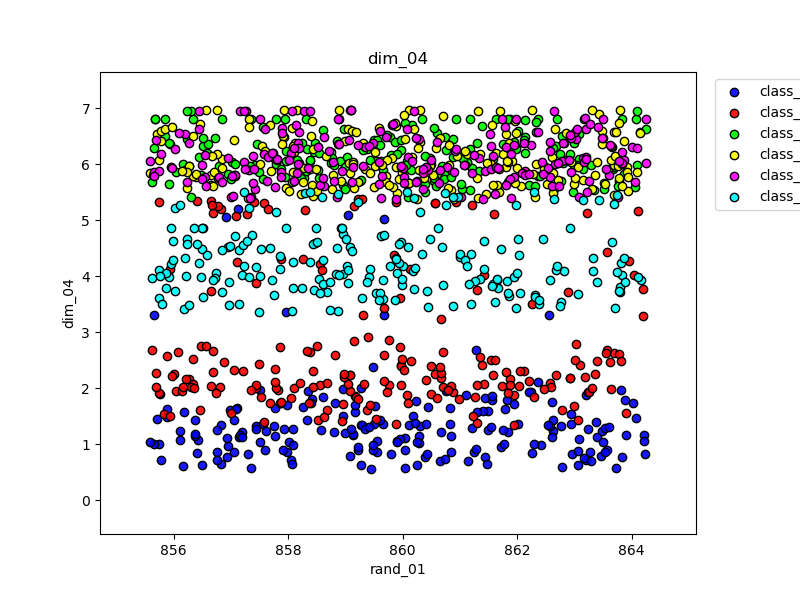 dim_04
7
6
5
4
3
2
1
0
dim_04
856
858
860
862
864
rand_01
class_
class_
class_
class_
class_
class_